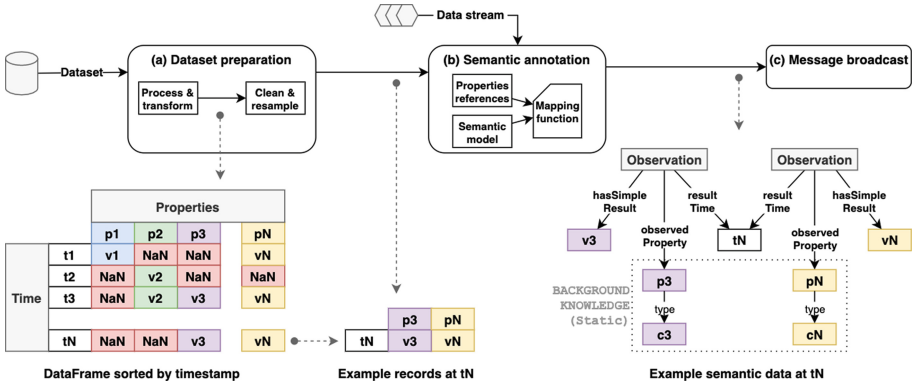 Data stream
Dataset
(a) Dataset preparation
Process &
transform
Clean &
resample
(b) Semantic annotation
Properties
references
Semantic
model
Mapping
function
(c) Message broadcast
Properties
p1 p2 p3 pN
Time
t1 v1 NaN NaN vN
t2 NaN v2 NaN NaN
t3 NaN v2 v3 vN
tN NaN NaN v3 vN
DataFrame sorted by timestamp
p3 pN
tN v3 vN
Example records at tN
Observation
Observation
hasSimple
Result
result
Time
result
Time
hasSimple
Result
observed
Property
observed
Property
v3
tN
vN
BACKGROUND
KNOWLEDGE
(Static)
p3
type
c3
pN
type
cN
Example semantic data at tN